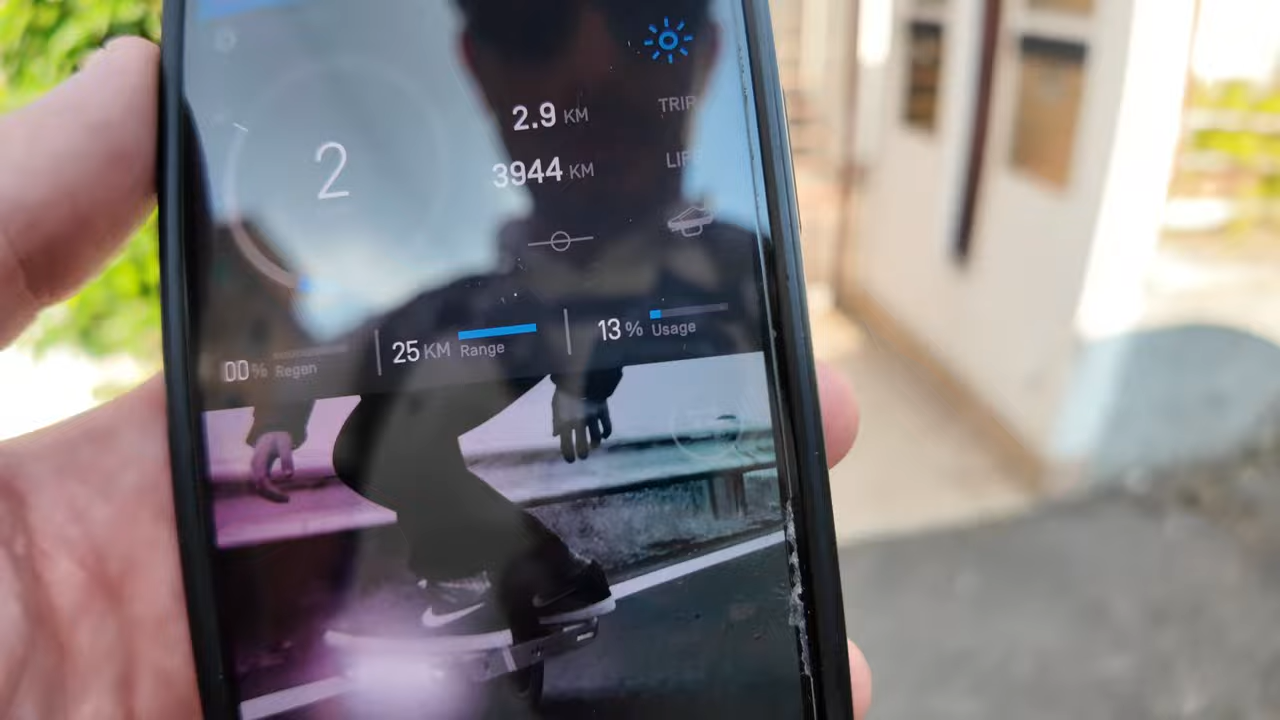 2
2.9 KM TRIP
3944 KM LIFE
00% Regen
25 KM Range
13% Usage